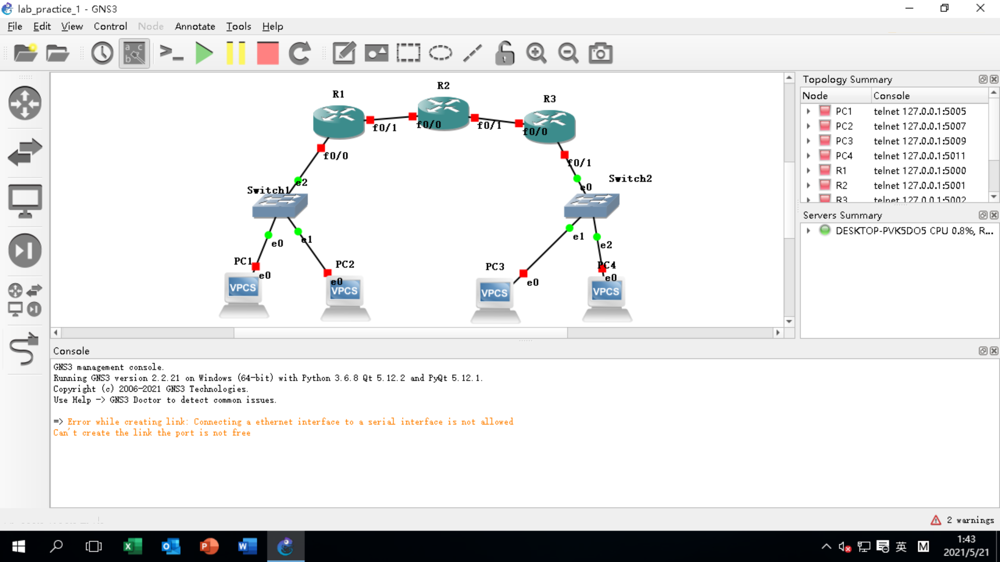 lab_practice_1 - GNS3
File Edit View Control Node Annotate Tools Help
R1
R2
R3
f0/1
f0/0
f0/1
f0/0
f0/0
f0/1
e2
Switch1
e0
Switch2
e0
e1
e1
e2
PC1
e0
PC2
e0
PC3
e0
PC4
e0
VPCS
VPCS
VPCS
VPCS
Topology Summary
Node Console
PC1 telnet 127.0.0.1:5005
PC2 telnet 127.0.0.1:5007
PC3 telnet 127.0.0.1:5009
PC4 telnet 127.0.0.1:5011
R1 telnet 127.0.0.1:5000
R2 telnet 127.0.0.1:5001
R3 telnet 127.0.0.1:5002
Servers Summary
DESKTOP-PVK5DO5 CPU 0.8%, R...
Console
GNS3 management console.
Running GNS3 version 2.2.21 on Windows (64-bit) with Python 3.6.8 Qt 5.12.2 and PyQt 5.12.1.
Copyright (c) 2006-2021 GNS3 Technologies.
Use Help -> GNS3 Doctor to detect common issues.
=> Error while creating link: Connecting a ethernet interface to a serial interface is not allowed
Can't create the link the port is not free
2 warnings
英 M
1:43
2021/5/21